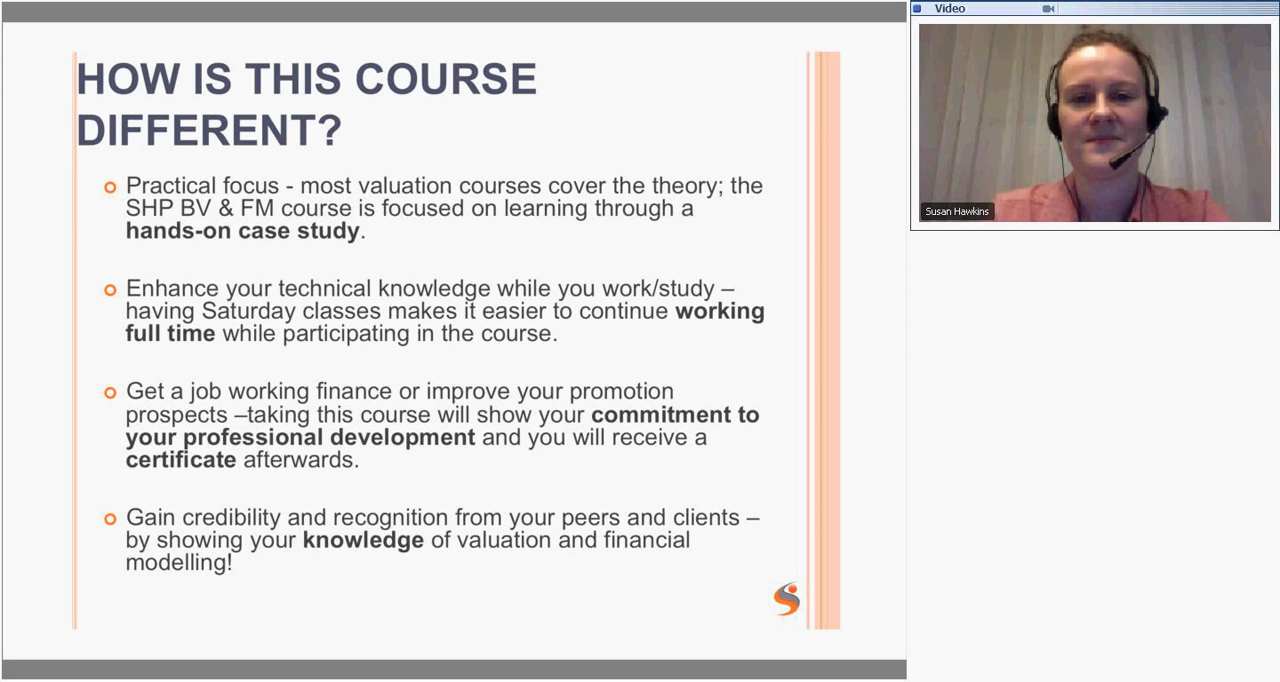 HOW IS THIS COURSE
DIFFERENT?
Practical focus - most valuation courses cover the theory; the
SHP BV & FM course is focused on learning through a
hands-on case study.
Enhance your technical knowledge while you work/study –
having Saturday classes makes it easier to continue working
full time while participating in the course.
Get a job working finance or improve your promotion
prospects –taking this course will show your commitment to
your professional development and you will receive a
certificate afterwards.
Gain credibility and recognition from your peers and clients –
by showing your knowledge of valuation and financial
modelling!
Video
Susan Hawkins